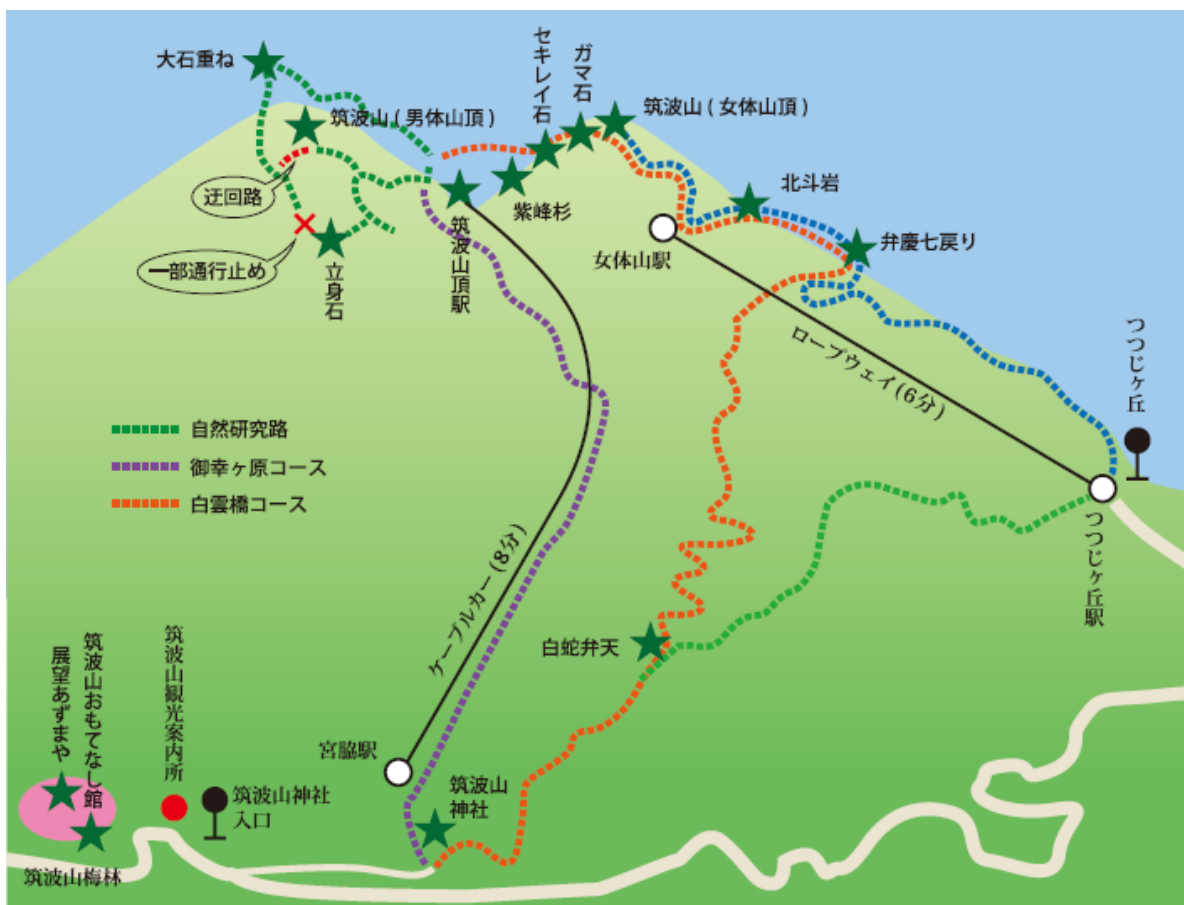 大石重ね
筑波山(男体山頂)
セキレイ石
ガマ石
筑波山(女体山頂)
迂回路
一部通行止め
立身石
筑波山頂駅
紫峰杉
北斗岩
女体山駅
弁慶七戻り
ロープウェイ(6分)
つつじヶ丘
自然研究路
御幸ヶ原コース
白雲橋コース
ケーブルカー(8分)
つつじヶ丘駅
白蛇弁天
展望あずまや
筑波山おもてなし館
筑波山観光案内所
筑波山神社
入口
宮脇駅
筑波山
神社
筑波山梅林